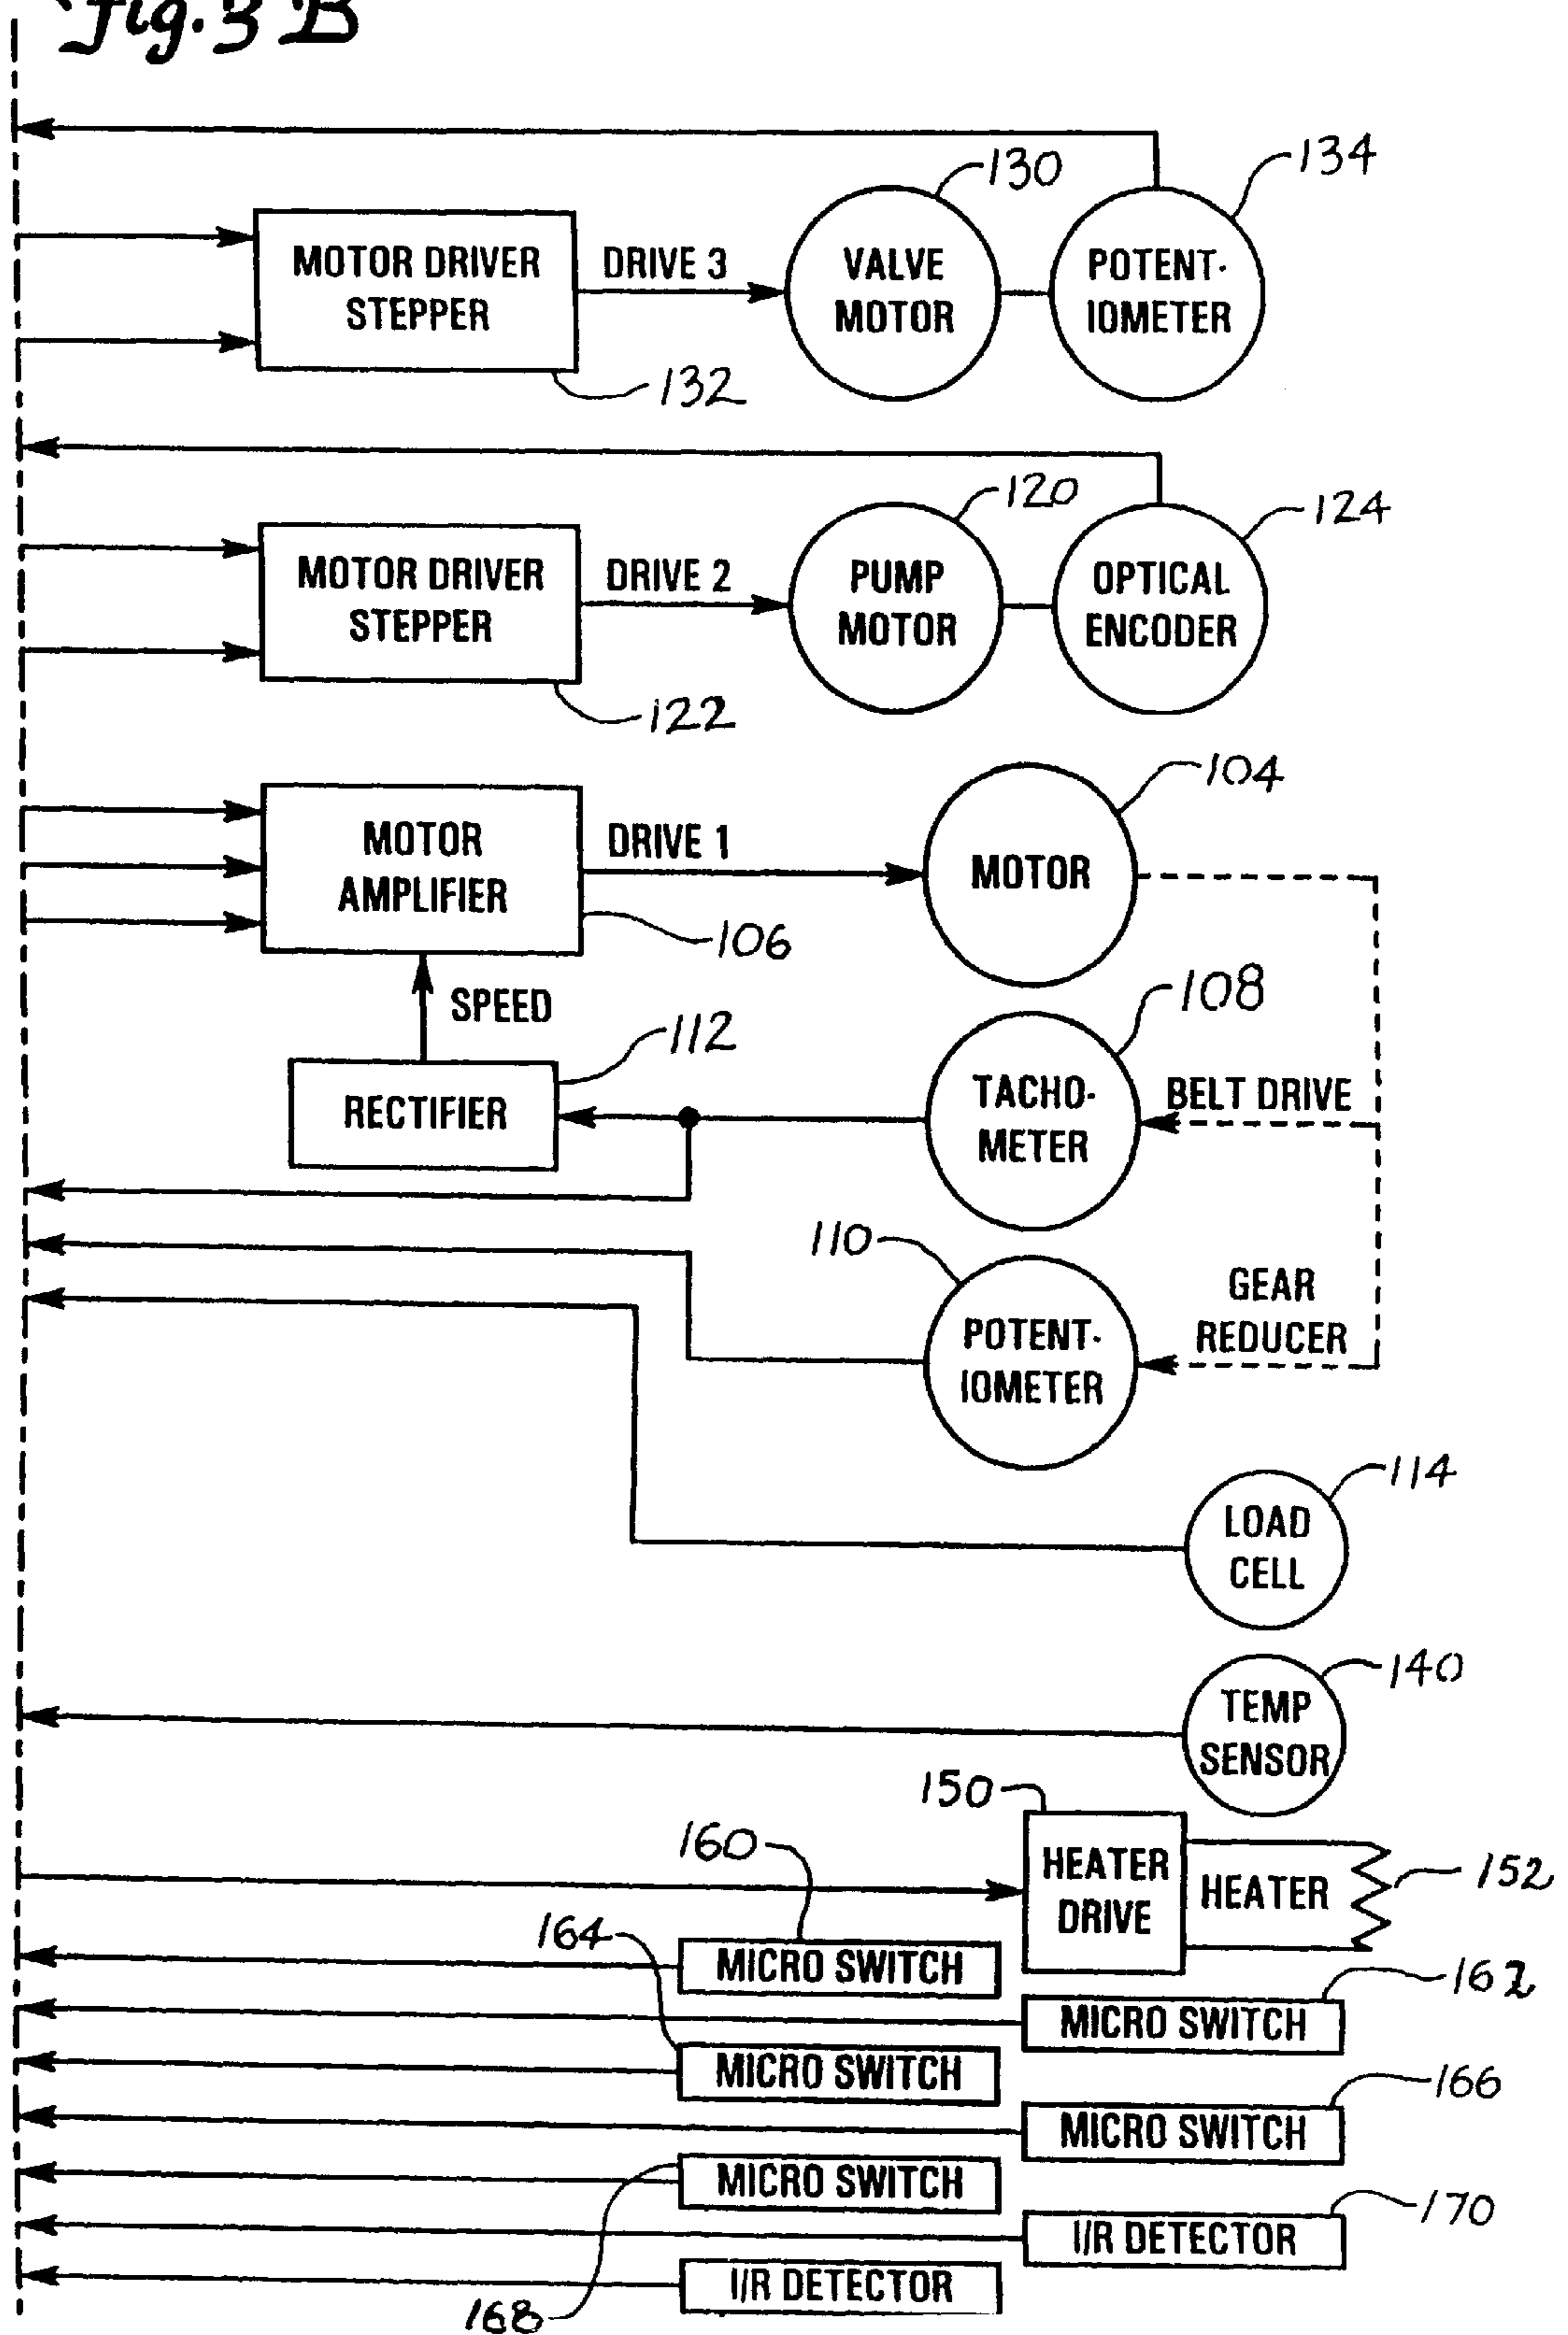 Fig. 3B
130
134
MOTOR DRIVER
STEPPER
DRIVE 3
VALVE
MOTOR
POTENT-
IOMETER
132
120
124
MOTOR DRIVER
STEPPER
DRIVE 2
PUMP
MOTOR
OPTICAL
ENCODER
122
104
MOTOR
AMPLIFIER
DRIVE 1
MOTOR
106
SPEED
108
112
RECTIFIER
TACHO-
METER
BELT DRIVE
110
POTENT-
IOMETER
GEAR
REDUCER
114
LOAD
CELL
140
TEMP
SENSOR
150
160
HEATER
DRIVE
HEATER
152
164
MICRO SWITCH
162
MICRO SWITCH
MICRO SWITCH
166
MICRO SWITCH
MICRO SWITCH
170
I/R DETECTOR
I/R DETECTOR
168